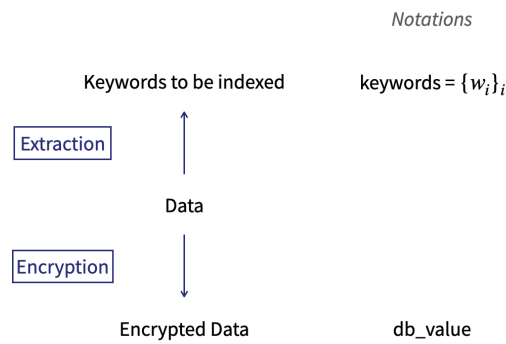 Notations
Keywords to be indexed
keywords = {w_i}_i
Extraction
Data
Encryption
Encrypted Data
db_value